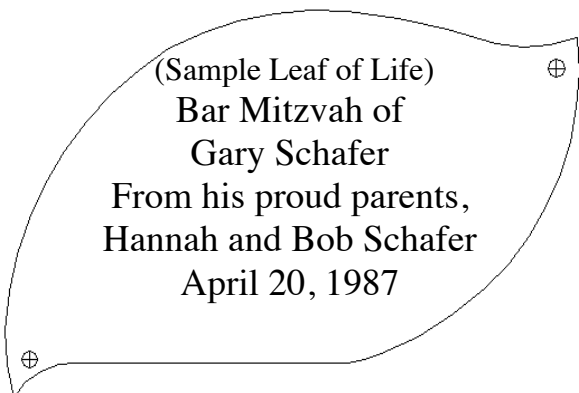 (Sample Leaf of Life)
Bar Mitzvah of
Gary Schafer
From his proud parents,
Hannah and Bob Schafer
April 20, 1987